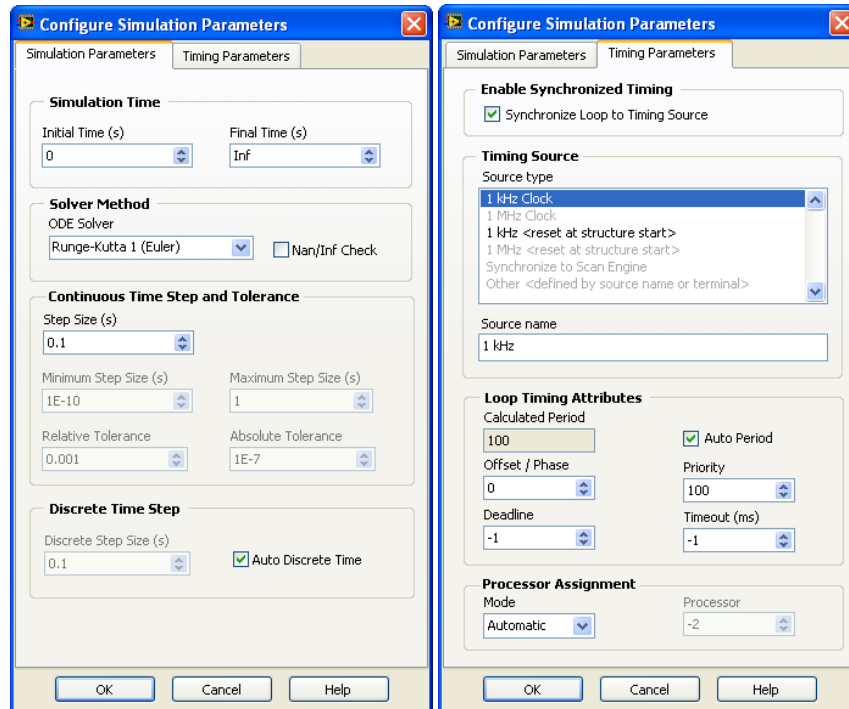 Configure Simulation Parameters
Simulation Parameters Timing Parameters
Simulation Time
Initial Time (s) Final Time (s)
0 Inf
Solver Method
ODE Solver
Runge-Kutta 1 (Euler) Nan/Inf Check
Continuous Time Step and Tolerance
Step Size (s)
0.1
Minimum Step Size (s) Maximum Step Size (s)
1E-10 1
Relative Tolerance Absolute Tolerance
0.001 1E-7
Discrete Time Step
Discrete Step Size (s)
0.1 Auto Discrete Time
OK Cancel Help
Configure Simulation Parameters
Simulation Parameters Timing Parameters
Enable Synchronized Timing
Synchronize Loop to Timing Source
Timing Source
Source type
1 kHz Clock
1 MHz Clock
1 kHz <reset at structure start>
1 MHz <reset at structure start>
Synchronize to Scan Engine
Other <defined by source name or terminal>
Source name
1 kHz
Loop Timing Attributes
Calculated Period
100 Auto Period
Offset / Phase Priority
0 100
Deadline Timeout (ms)
-1 -1
Processor Assignment
Mode Processor
Automatic -2
OK Cancel Help